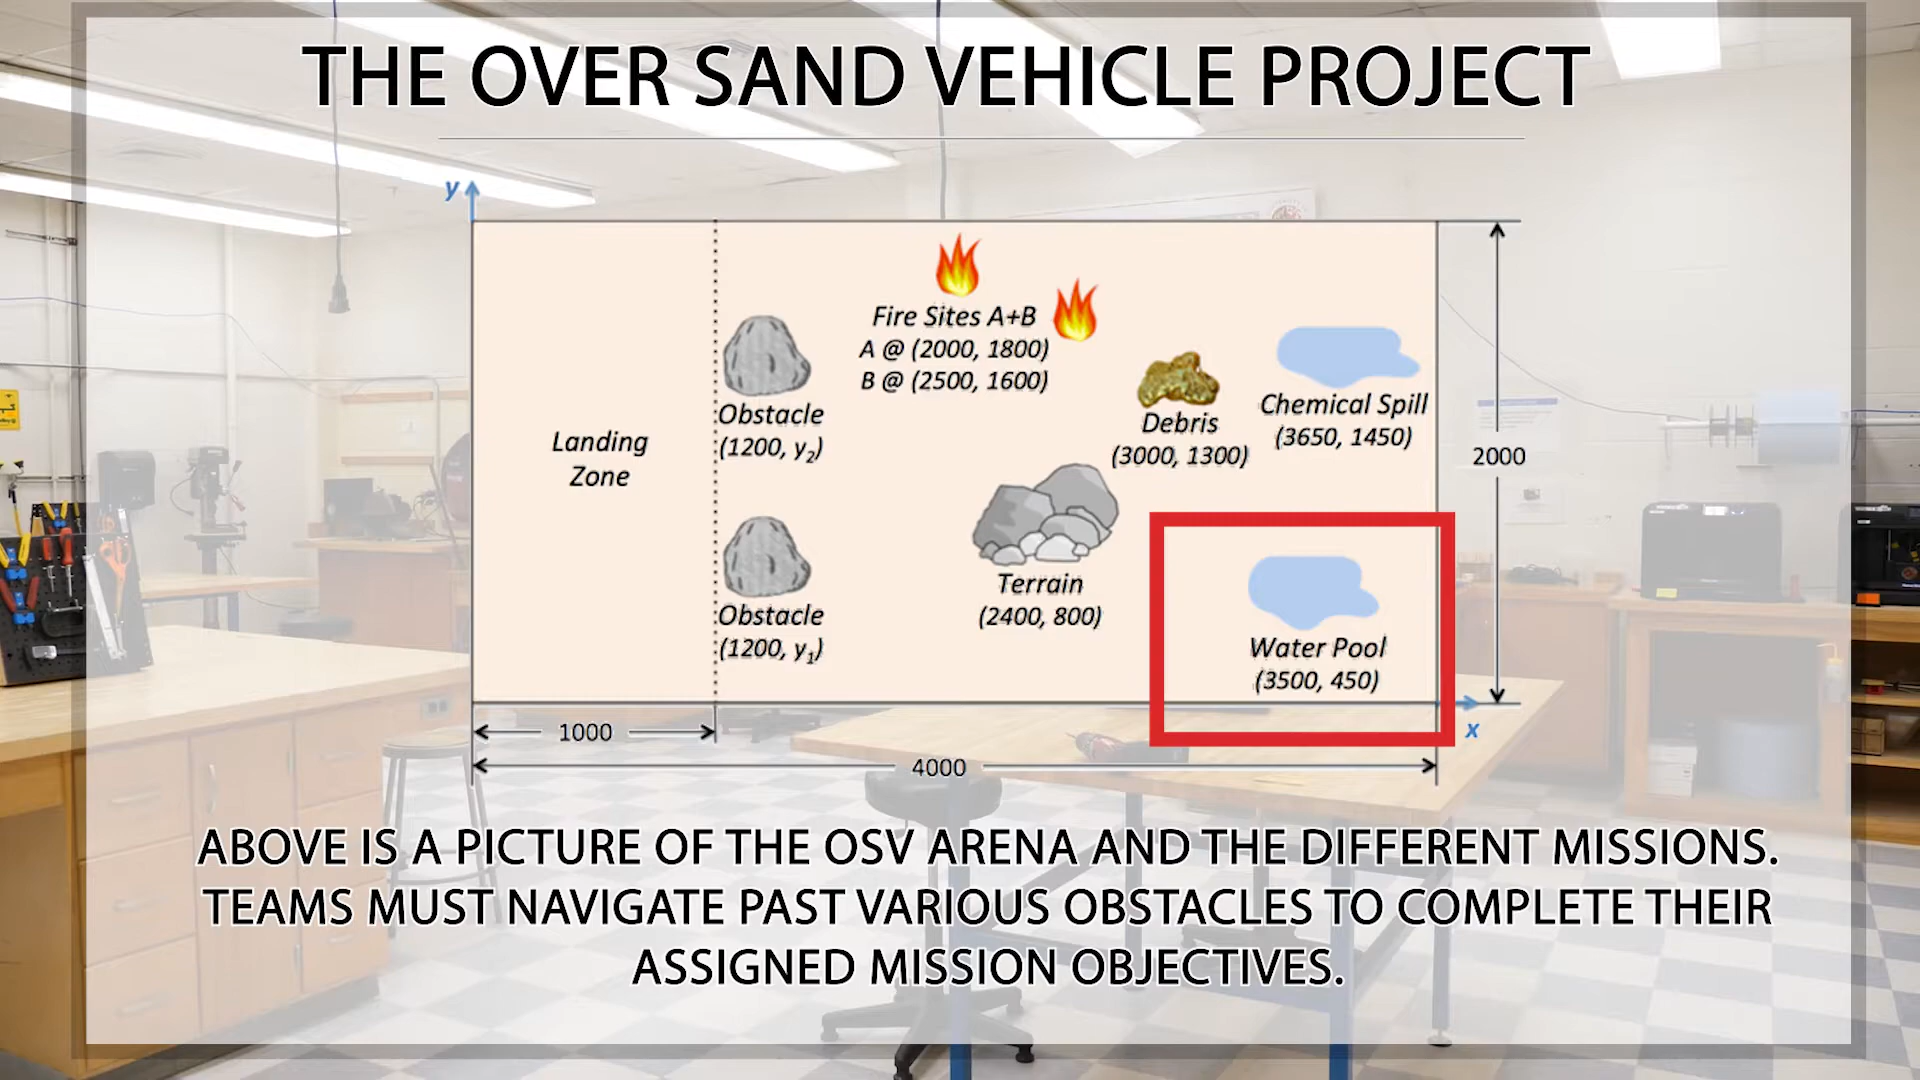 THE OVER SAND VEHICLE PROJECT
y
Fire Sites A+B
A @ (2000, 1800)
B @ (2500, 1600)
Obstacle
(1200, y₂)
Landing
Zone
Debris
(3000, 1300)
Chemical Spill
(3650, 1450)
2000
Terrain
(2400, 800)
Obstacle
(1200, y₁)
Water Pool
(3500, 450)
x
1000
4000
ABOVE IS A PICTURE OF THE OSV ARENA AND THE DIFFERENT MISSIONS.
TEAMS MUST NAVIGATE PAST VARIOUS OBSTACLES TO COMPLETE THEIR
ASSIGNED MISSION OBJECTIVES.